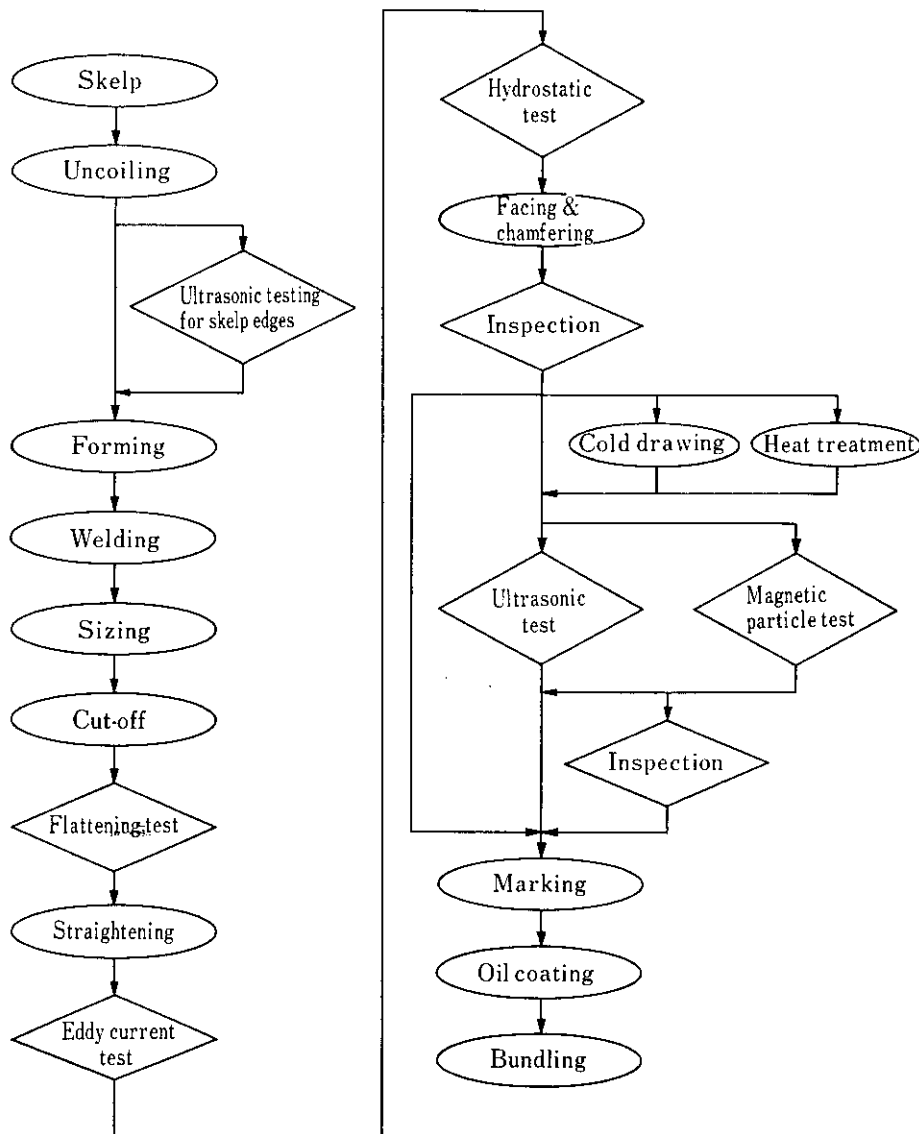 Skelp
Uncoiling
Ultrasonic testing
for skelp edges
Forming
Welding
Sizing
Cut-off
Flattening test
Straightening
Eddy current
test
Hydrostatic
test
Facing &
chamfering
Inspection
Cold drawing
Heat treatment
Ultrasonic
test
Magnetic
particle test
Inspection
Marking
Oil coating
Bundling